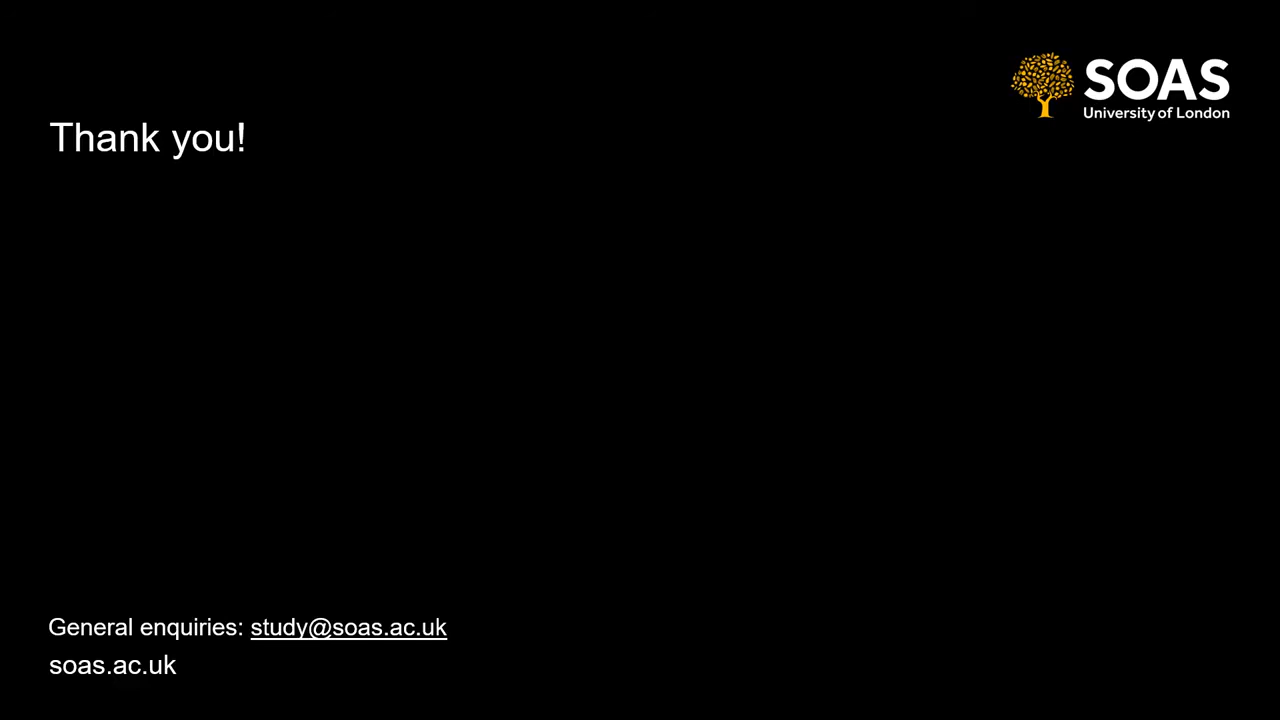 SOAS
University of London
Thank you!
General enquiries: study@soas.ac.uk
soas.ac.uk